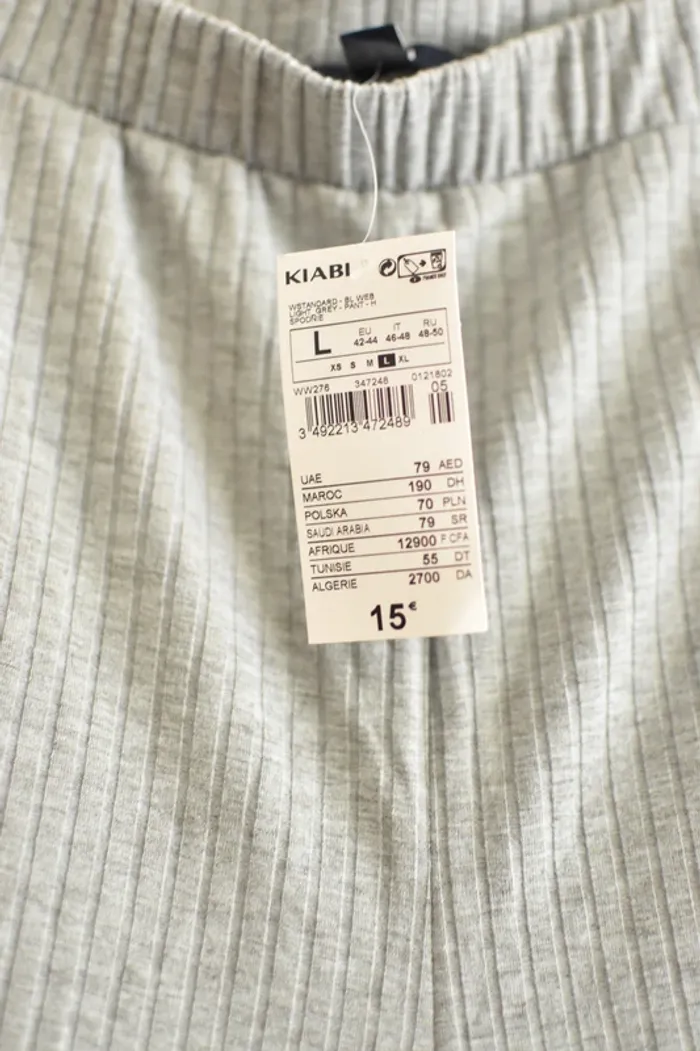 KIABI
WSTANDARD - BL WEB
LIGHT GREY - PANT - H
SPOORIE
L
EU IT RU
42-44 46-48 48-50
XS S M L XL
WW276 347248 0121802
05
3 492213 472489
UAE 79 AED
MAROC 190 DH
POLSKA 70 PLN
SAUDI ARABIA 79 SR
AFRIQUE 12900 F.CFA
TUNISIE 55 DT
ALGERIE 2700 DA
15€